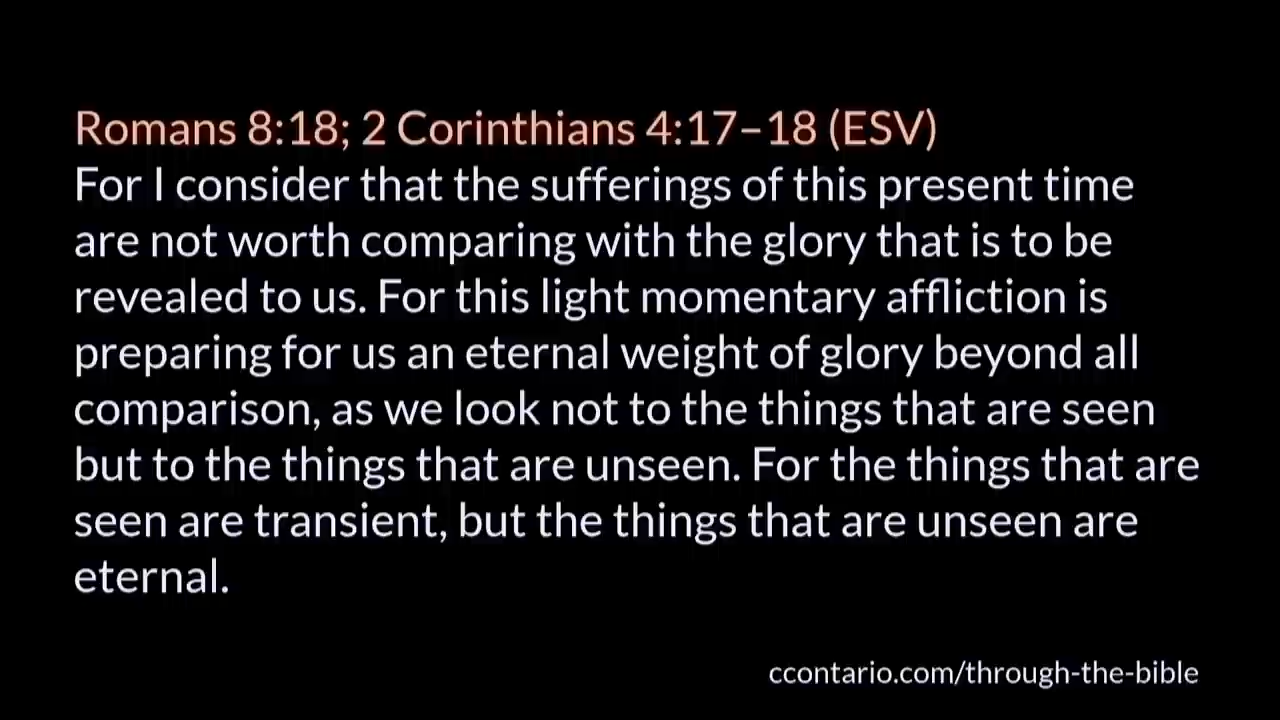 Romans 8:18; 2 Corinthians 4:17–18 (ESV)
For I consider that the sufferings of this present time
are not worth comparing with the glory that is to be
revealed to us. For this light momentary affliction is
preparing for us an eternal weight of glory beyond all
comparison, as we look not to the things that are seen
but to the things that are unseen. For the things that are
seen are transient, but the things that are unseen are
eternal.
ccontario.com/through-the-bible